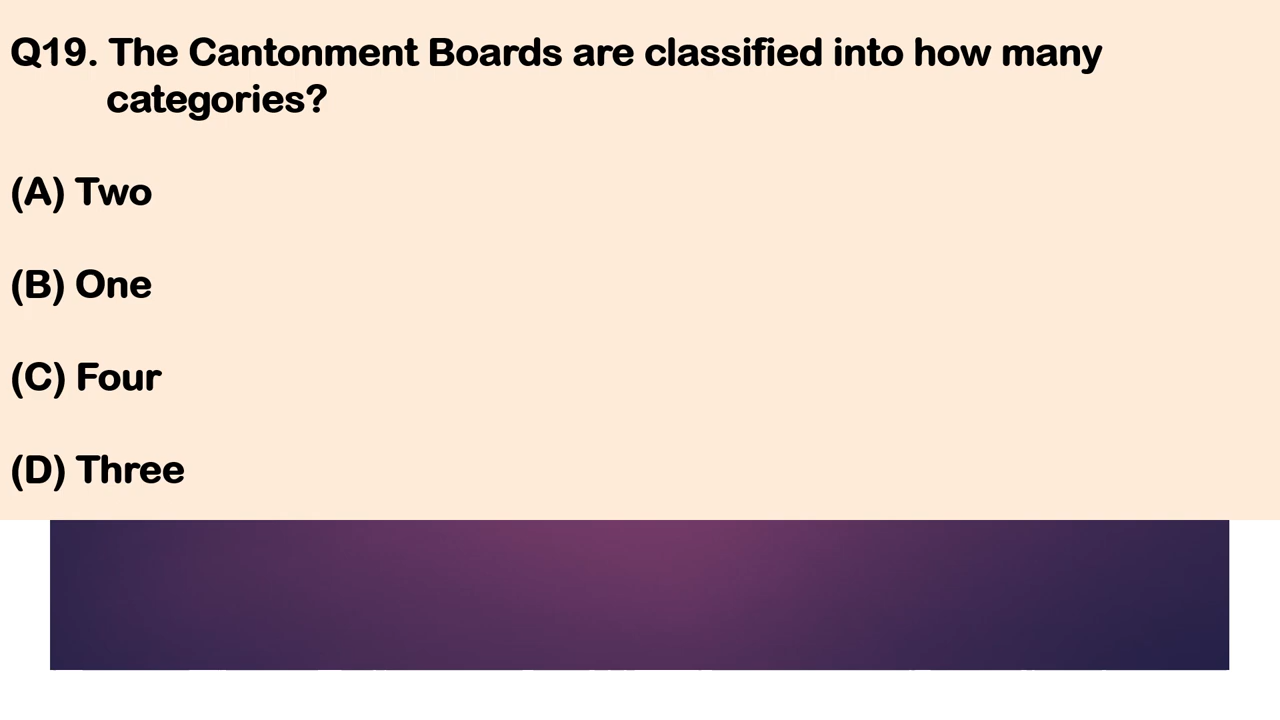 Q19. The Cantonment Boards are classified into how many
categories?
(A) Two
(B) One
(C) Four
(D) Three